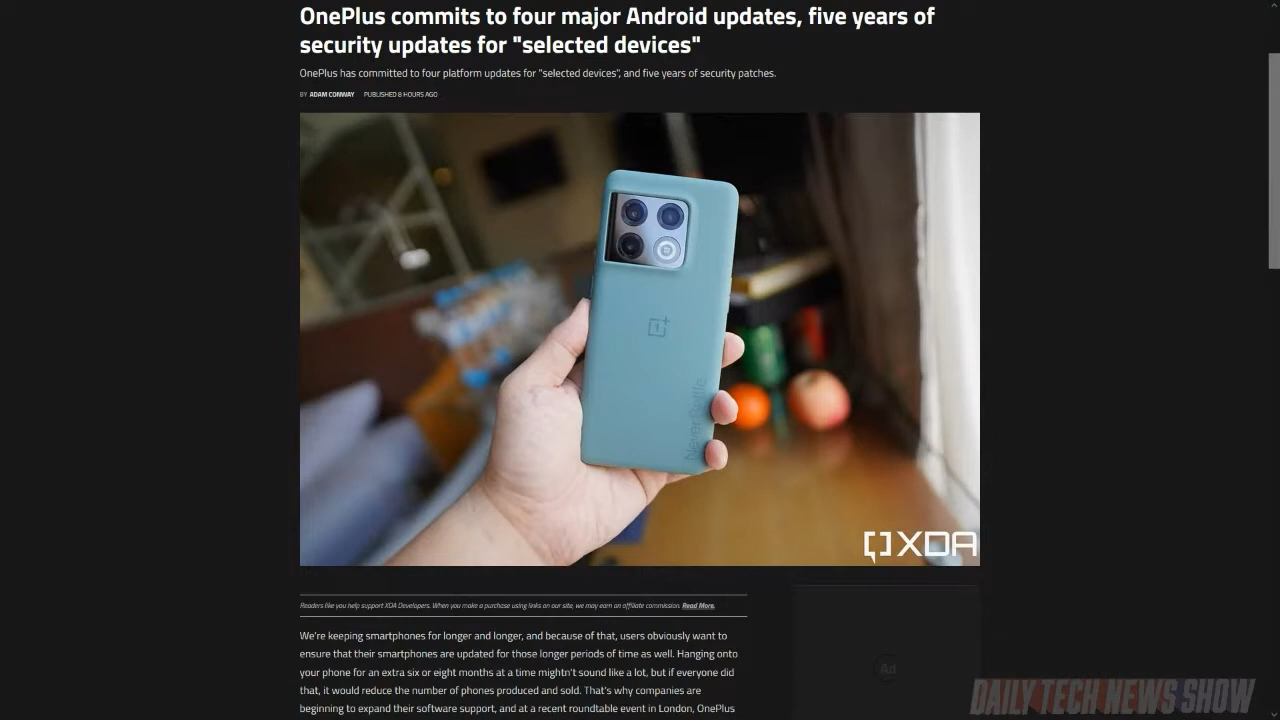 OnePlus commits to four major Android updates, five years of
security updates for "selected devices"
OnePlus has committed to four platform updates for "selected devices", and five years of security patches.
BY ADAM CONWAY PUBLISHED 8 HOURS AGO
Never Settle
XDA
Readers like you help support XDA Developers. When you make a purchase using links on our site, we may earn an affiliate commission. Read More.
We're keeping smartphones for longer and longer, and because of that, users obviously want to
ensure that their smartphones are updated for those longer periods of time as well. Hanging onto
your phone for an extra six or eight months at a time mightn't sound like a lot, but if everyone did
that, it would reduce the number of phones produced and sold. That's why companies are
beginning to expand their software support, and at a recent roundtable event in London, OnePlus
Ad
DAILY TECH NEWS SHOW